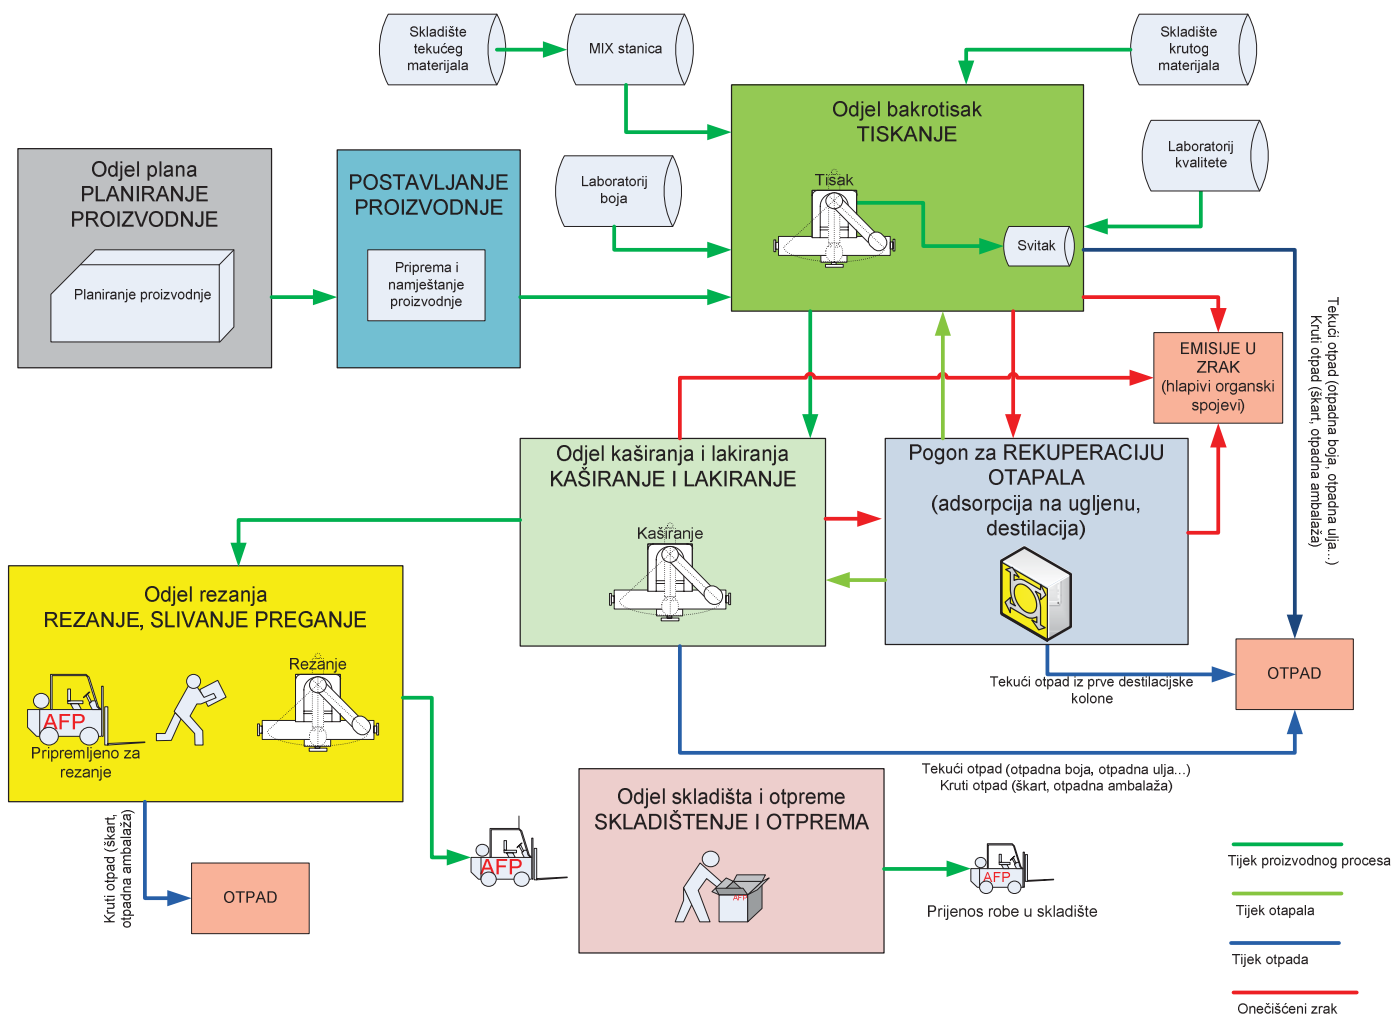 Skladište
tekućeg
materijala
MIX stanica
Skladište
krutog
materijala
Odjel bakrotisak
TISKANJE
Laboratorij
kvalitete
Odjel plana
PLANIRANJE
PROIZVODNJE
Planiranje proizvodnje
POSTAVLJANJE
PROIZVODNJE
Priprema i
namještanje
proizvodnje
Laboratorij
boja
Tisak
Svitak
EMISIJE U
ZRAK
(hlapivi organski
spojevi)
Tekući otpad (otpadna boja, otpadna ulja...)
Kruti otpad (škart, otpadna ambalaža)
Odjel kaširanja i lakiranja
KAŠIRANJE I LAKIRANJE
Kaširanje
Pogon za REKUPERACIJU
OTAPALA
(adsorpcija na ugljenu,
destilacija)
Odjel rezanja
REZANJE, SLIVANJE PREGANJE
Rezanje
AFP
Pripremljeno za
rezanje
Tekući otpad iz prve destilacijske
kolone
OTPAD
Tekući otpad (otpadna boja, otpadna ulja...)
Kruti otpad (škart, otpadna ambalaža)
Kruti otpad (škart,
otpadna ambalaža)
OTPAD
AFP
Odjel skladišta i otpreme
SKLADIŠTENJE I OTPREMA
AFP
AFP
Prijenos robe u skladište
Tijek proizvodnog procesa
Tijek otapala
Tijek otpada
Onečišćeni zrak